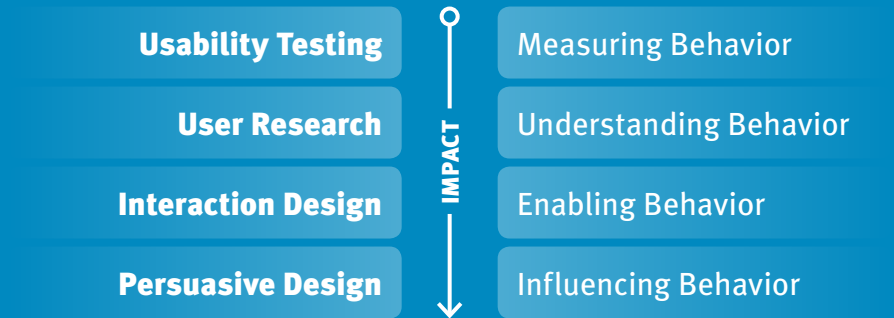 Usability Testing
Measuring Behavior
User Research
Understanding Behavior
IMPACT
Interaction Design
Enabling Behavior
Persuasive Design
Influencing Behavior